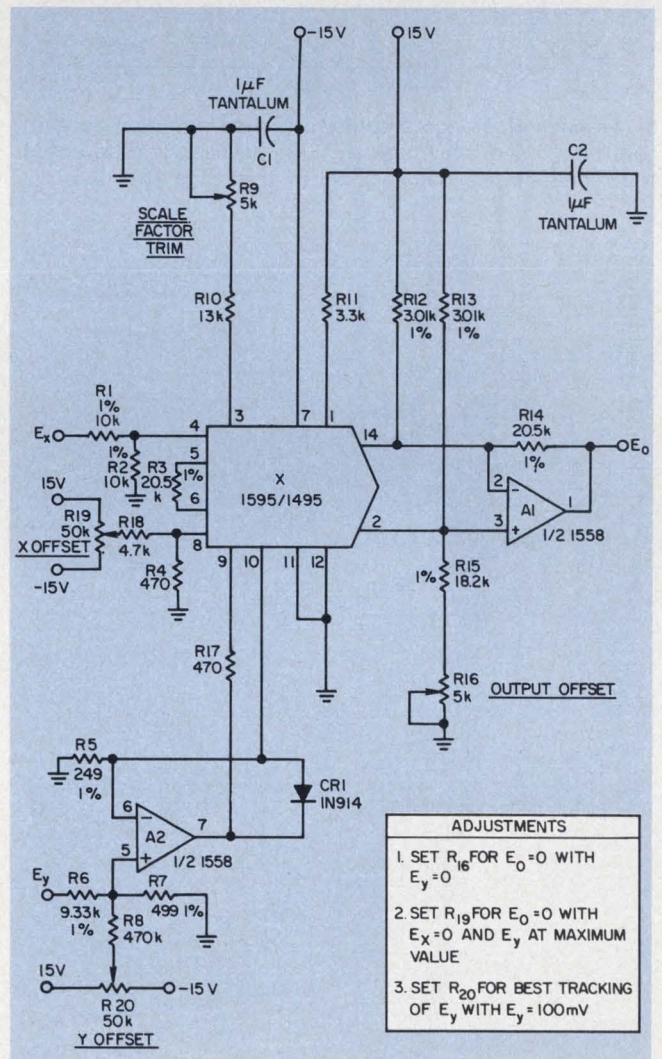 -15V
15V
1µF
TANTALUM
C1
C2
1µF
TANTALUM
R9
5k
SCALE
FACTOR
TRIM
R10
13k
R11
3.3k
R12
3.01k
1%
R13
3.01k
1%
R1
1%
10k
Ex
4
3
7
1
14
R14
20.5k
1%
Eo
1%
R2
10k
R3
20.5
k
1%
5
6
X
1595/1495
2
2
-
3
+
A1
1
1/2 1558
15V
R19
50k
X OFFSET
-15V
R18
4.7k
8
R4
470
9
10
11
12
1%
R15
18.2k
R17
470
R16
5k
OUTPUT OFFSET
R5
249
1%
CR1
1N914
6
-
A2
7
5
+
1/2 1558
Ey
R6
9.33k
1%
R7
499 1%
R8
470k
15V
-15V
R20
50k
Y OFFSET
ADJUSTMENTS
1. SET R16 FOR Eo=0 WITH
Ey=0
2. SET R19 FOR Eo=0 WITH
Ex=0 AND Ey AT MAXIMUM
VALUE
3. SET R20 FOR BEST TRACKING
OF Ey WITH Ey=100mV